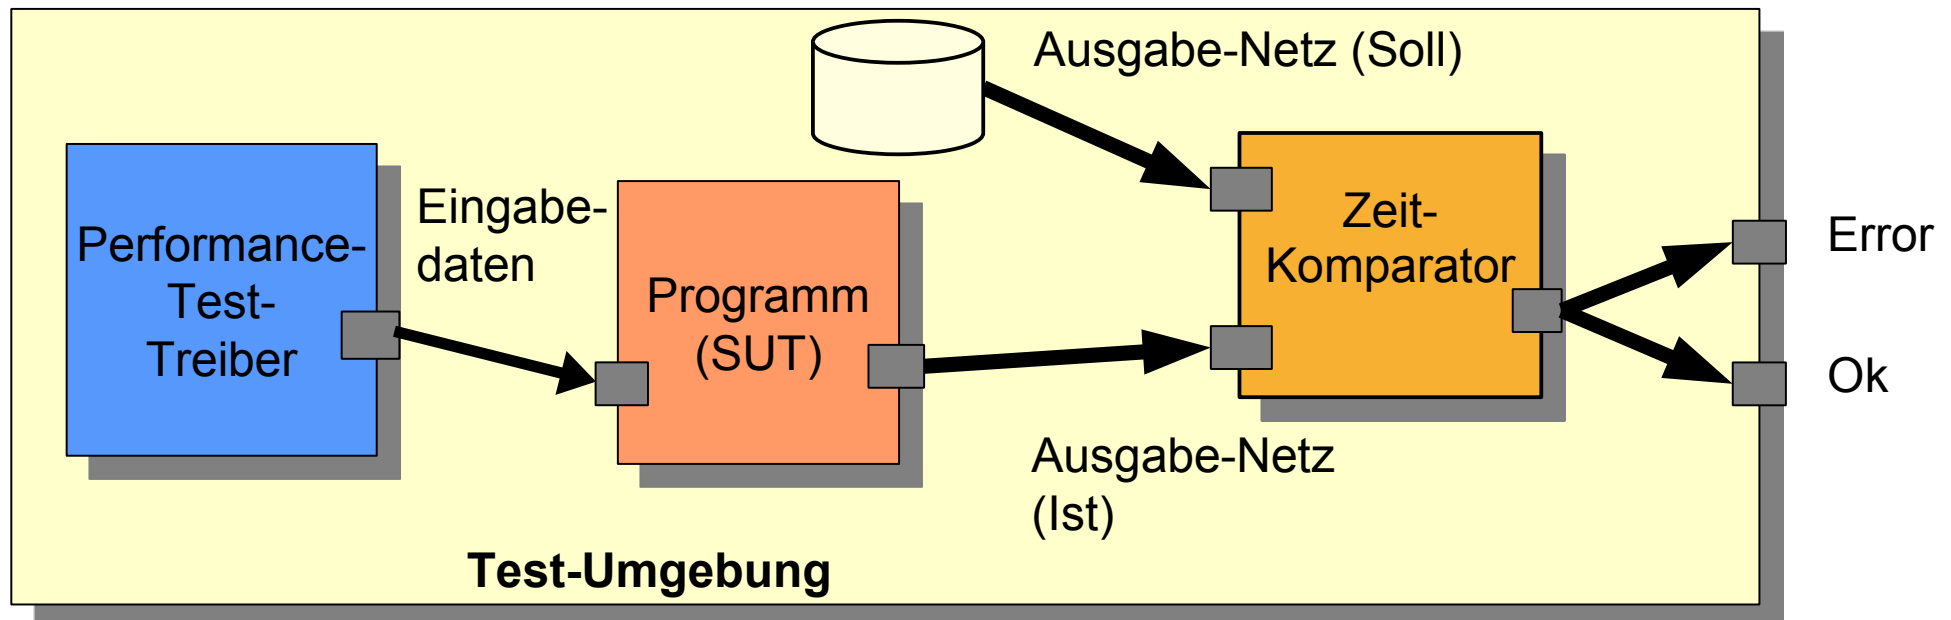 Ausgabe-Netz (Soll)
Performance-
Test-
Treiber
Eingabe-
daten
Programm
(SUT)
Zeit-
Komparator
Error
Ok
Ausgabe-Netz
(Ist)
Test-Umgebung